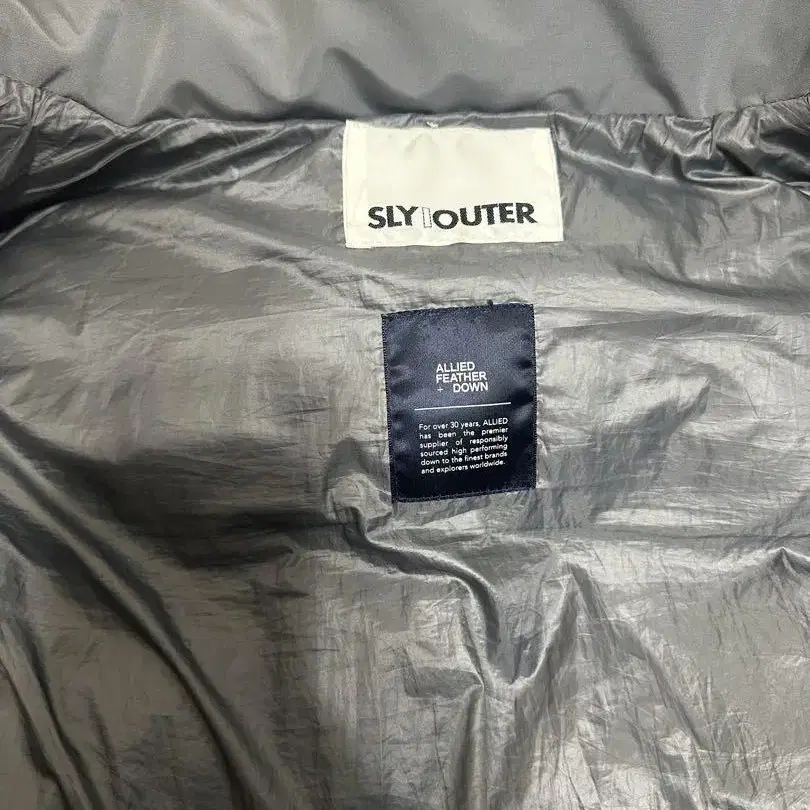 SLY OUTER
ALLIED
FEATHER
+ DOWN
For over 30 years, ALLIED
has been the premier
supplier of responsibly
sourced high performing
down to the finest brands
and explorers worldwide.